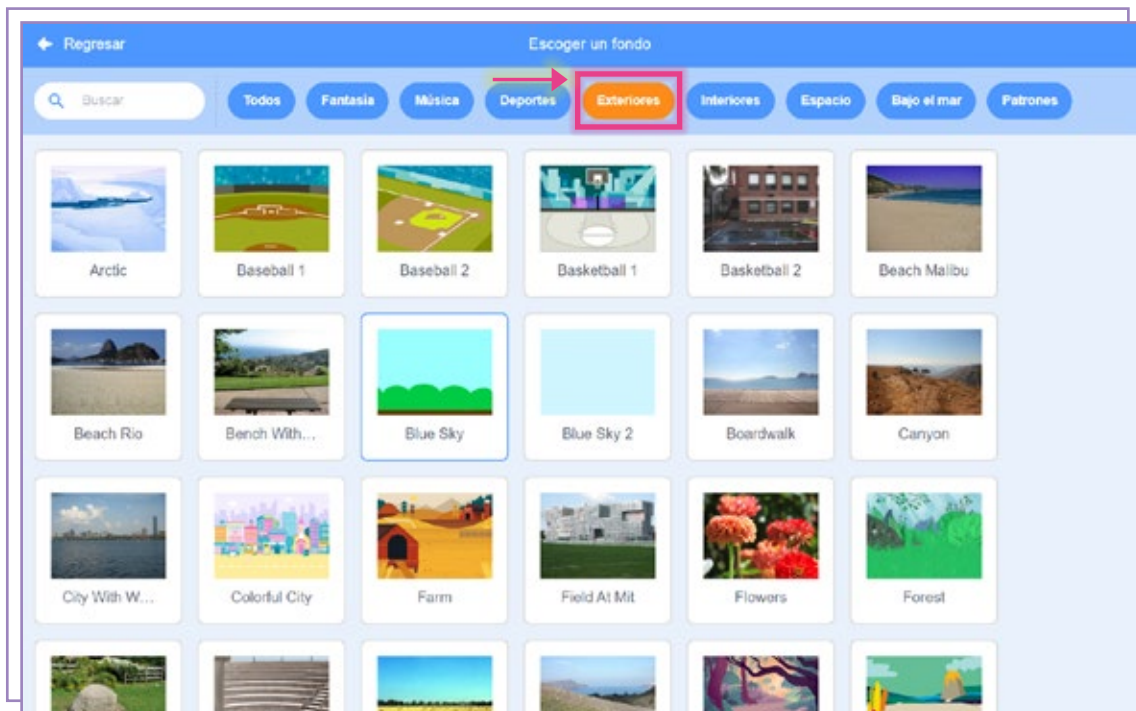 Regresar
Escoger un fondo
Buscar
Todos
Fantasia
Música
Deportes
Exteriores
Interiores
Espacio
Bajo el mar
Patrones
Arctic
Baseball 1
Baseball 2
Basketball 1
Basketball 2
Beach Malibu
Beach Rio
Bench With...
Blue Sky
Blue Sky 2
Boardwalk
Canyon
City With W...
Colorful City
Farm
Field At Mit
Flowers
Forest